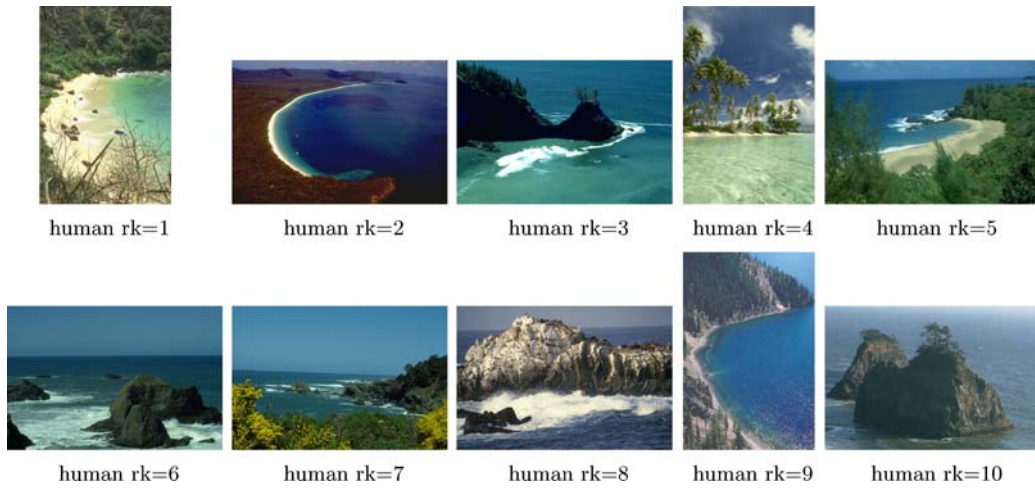 human rk=1
human rk=2
human rk=3
human rk=4
human rk=5
human rk=6
human rk=7
human rk=8
human rk=9
human rk=10